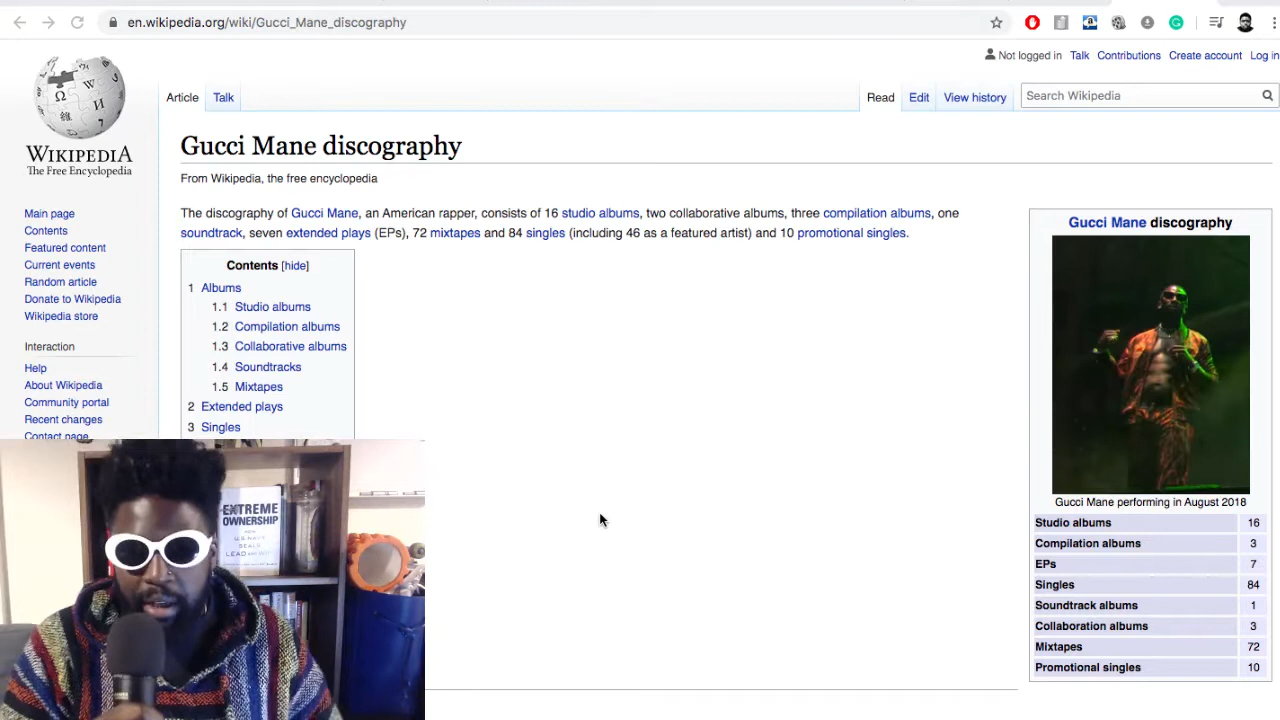 en.wikipedia.org/wiki/Gucci_Mane_discography
Not logged in Talk Contributions Create account Log in
Article Talk Read Edit View history Search Wikipedia
WIKIPEDIA
The Free Encyclopedia
Main page
Contents
Featured content
Current events
Random article
Donate to Wikipedia
Wikipedia store
Interaction
Help
About Wikipedia
Community portal
Recent changes
Contact page
Gucci Mane discography
From Wikipedia, the free encyclopedia
The discography of Gucci Mane, an American rapper, consists of 16 studio albums, two collaborative albums, three compilation albums, one
soundtrack, seven extended plays (EPs), 72 mixtapes and 84 singles (including 46 as a featured artist) and 10 promotional singles.
Contents [hide]
1 Albums
1.1 Studio albums
1.2 Compilation albums
1.3 Collaborative albums
1.4 Soundtracks
1.5 Mixtapes
2 Extended plays
3 Singles
Gucci Mane discography
Gucci Mane performing in August 2018
Studio albums 16
Compilation albums 3
EPs 7
Singles 84
Soundtrack albums 1
Collaboration albums 3
Mixtapes 72
Promotional singles 10
EXTREME
OWNERSHIP
U.S. NAVY
SEALS
LEAD